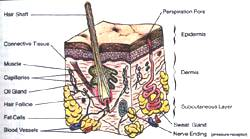 Hair Shaft
Perspiration Pore
Connective Tissue
Epidermis
Muscle
Capillaries
Dermis
Oil Gland
Hair Follicle
Fat Cells
Subcutaneous Layer
Blood Vessels
Sweat Gland
Nerve Ending (pressure receptor)